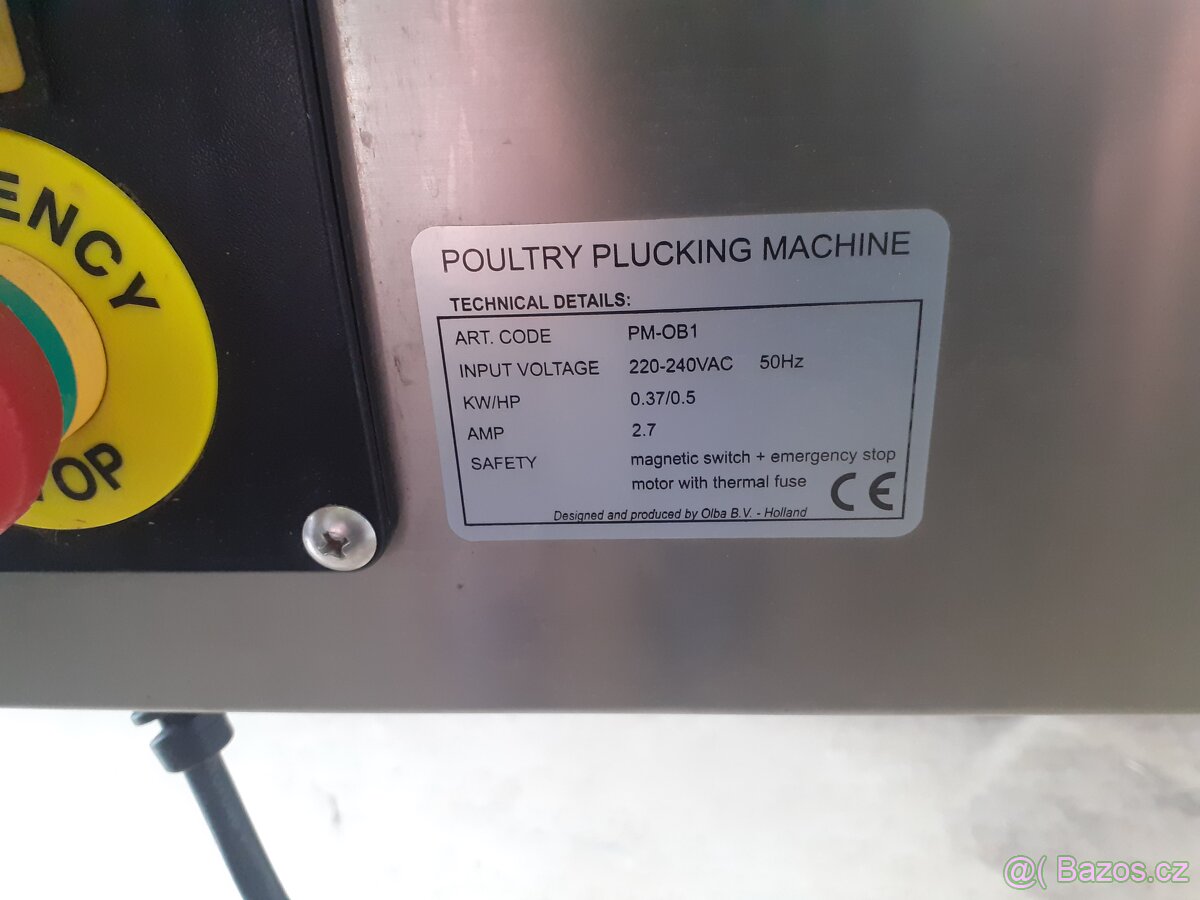 ENCY
TOP
POULTRY PLUCKING MACHINE
TECHNICAL DETAILS:
ART. CODE PM-OB1
INPUT VOLTAGE 220-240VAC 50Hz
KW/HP 0.37/0.5
AMP 2.7
SAFETY magnetic switch + emergency stop
motor with thermal fuse CE
Designed and produced by Olba B.V. - Holland
@( Bazos.cz